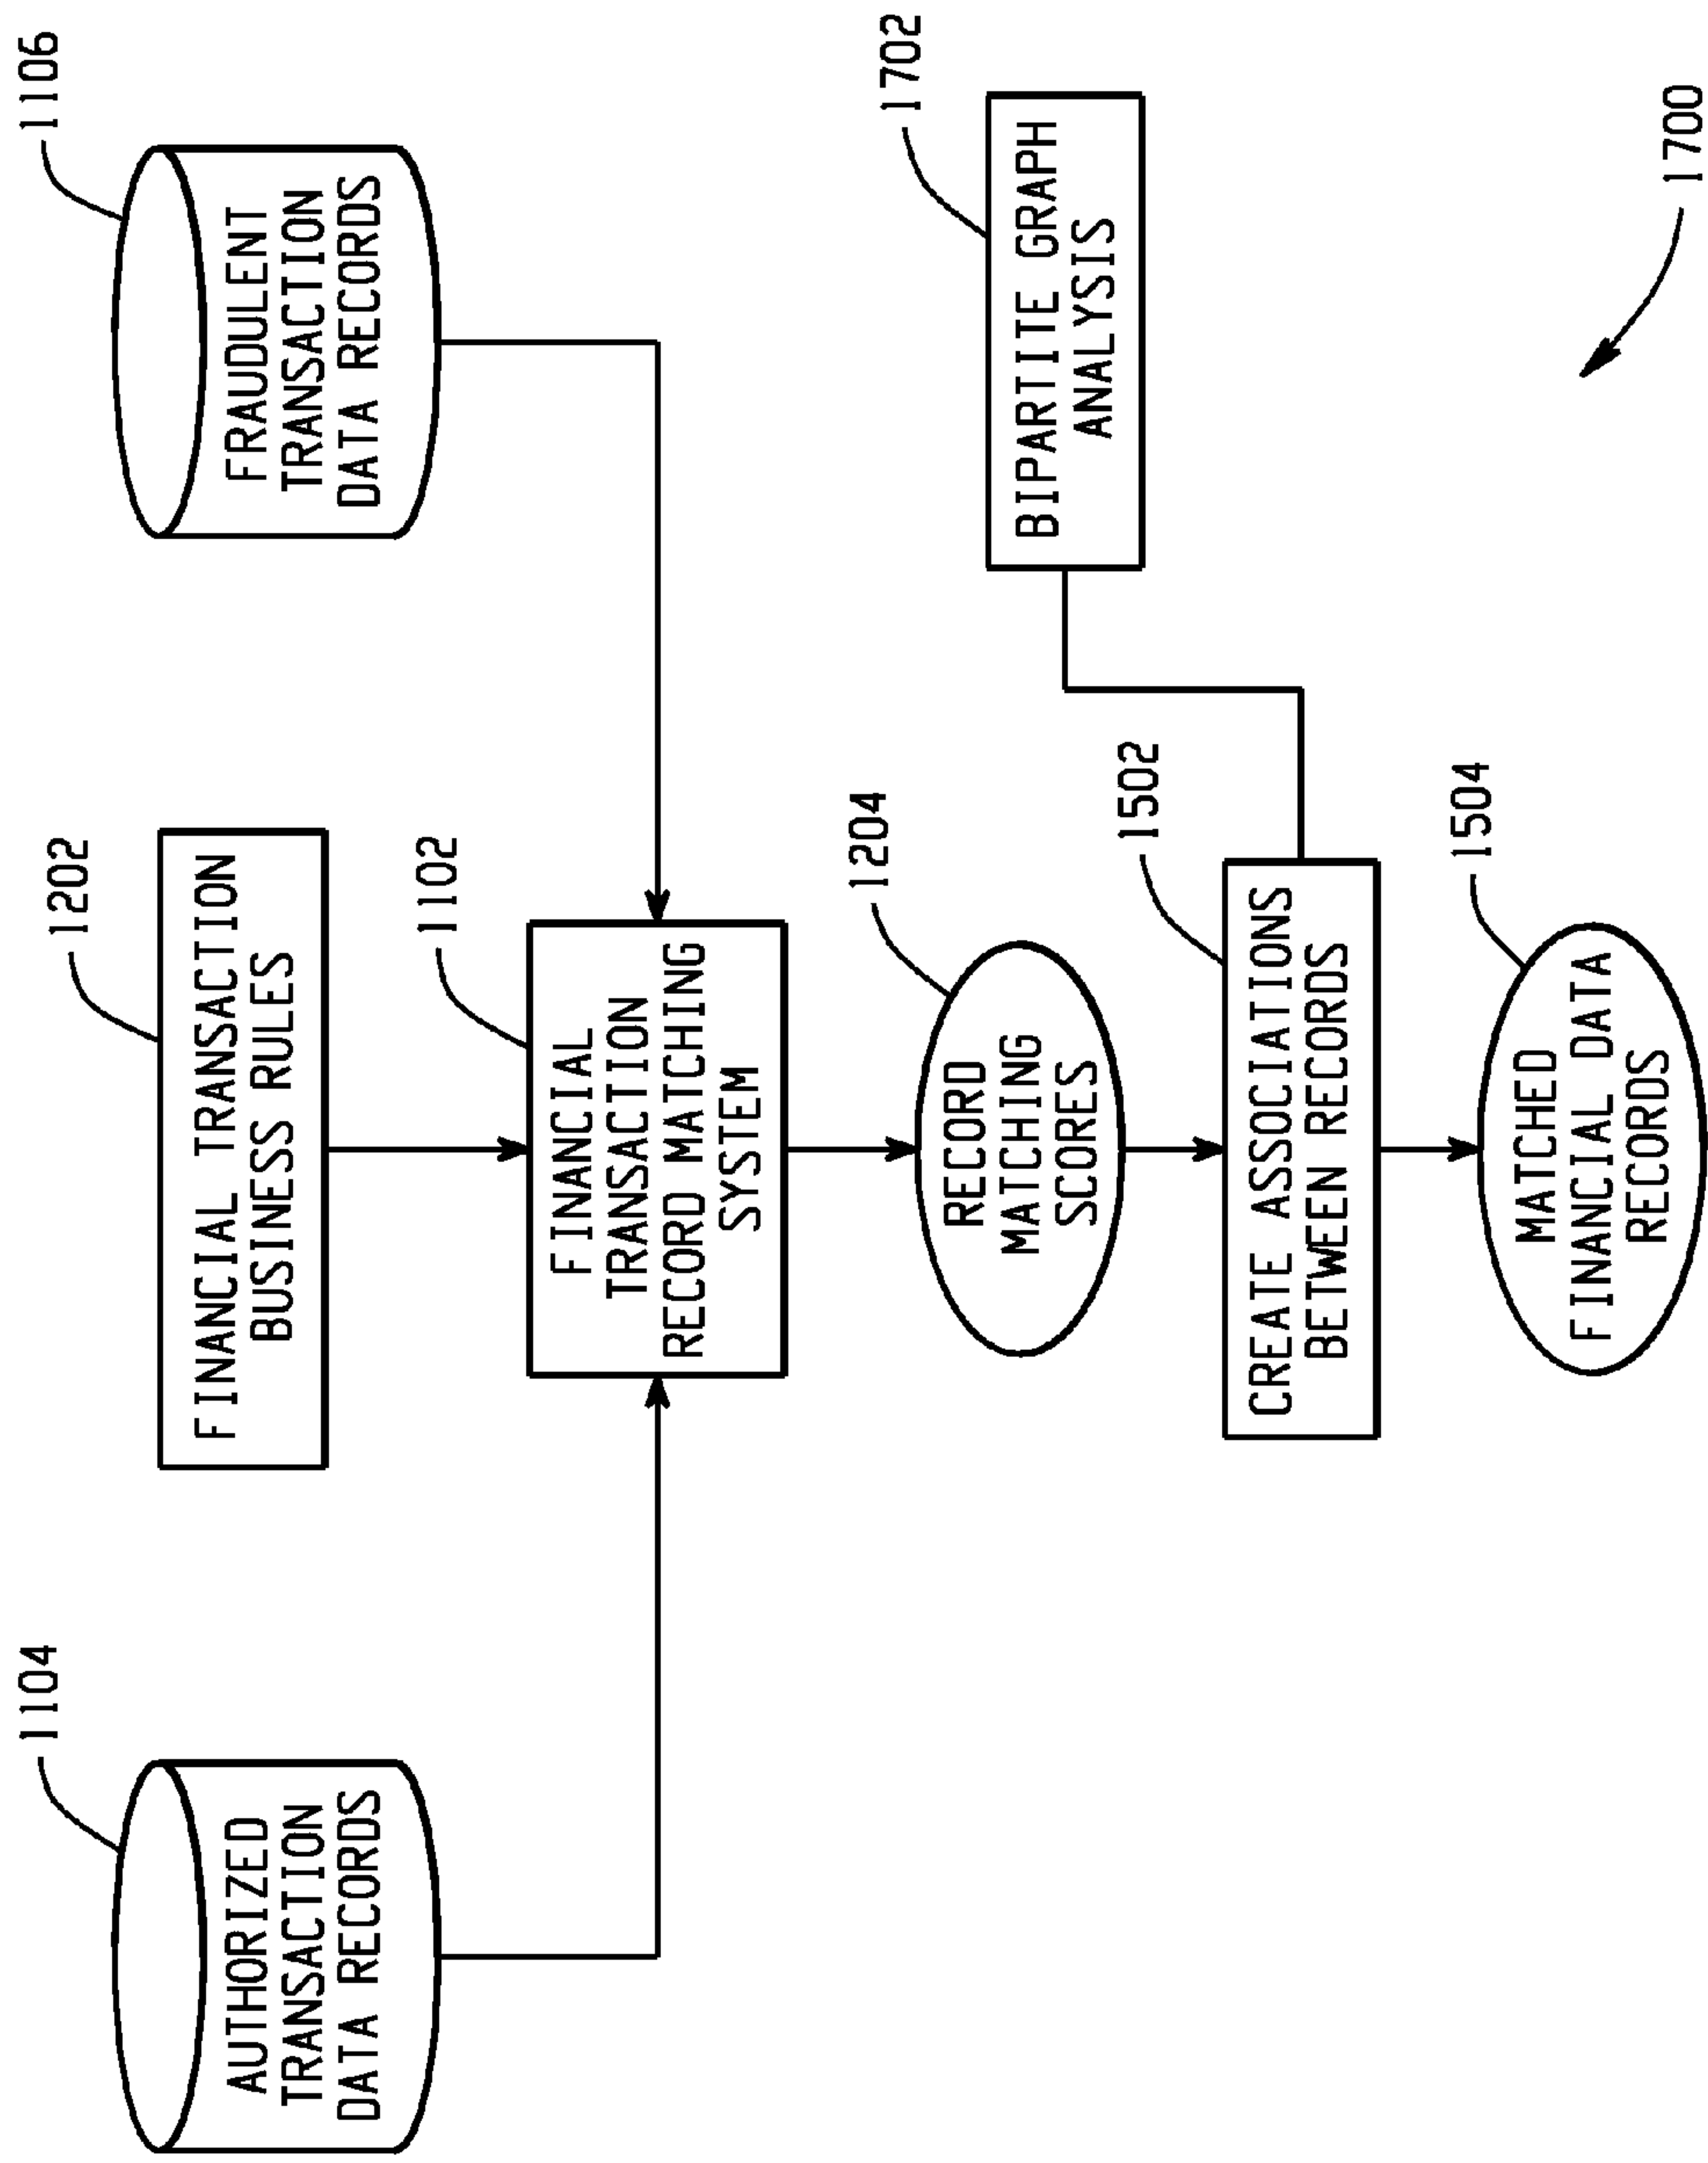 1104
AUTHORIZED
TRANSACTION
DATA RECORDS
1202
FINANCIAL TRANSACTION
BUSINESS RULES
1106
FRAUDULENT
TRANSACTION
DATA RECORDS
1102
FINANCIAL
TRANSACTION
RECORD MATCHING
SYSTEM
1204
RECORD
MATCHING
SCORES
1702
BIPARTITE GRAPH
ANALYSIS
1502
CREATE ASSOCIATIONS
BETWEEN RECORDS
1504
MATCHED
FINANCIAL DATA
RECORDS
1700